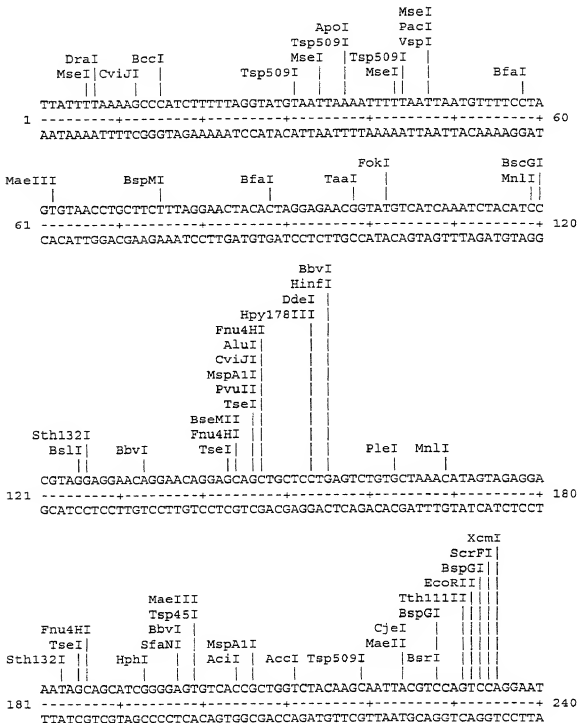 MseI
ApoI PacI
Tsp509I VspI
DraI BccI MseI Tsp509I
MseI CviJI Tsp509I MseI BfaI
TTATTTTAAAAGCCCATCTTTTTAGGTATGTAATTAAAATTTTTAATTAATGTTTTCCTA
1 ---------+---------+---------+---------+---------+---------+ 60
AATAAAATTTTCGGGTAGAAAAATCCATACATTAATTTTAAAAATTAATTACAAAAGGAT
FokI BscGI
MaeIII BspMI BfaI TaaI MnlI
GTGTAACCTGCTTCTTTAGGAACTACACTAGGAGAACGGTATGTCATCAAATCTACATCC
61 ---------+---------+---------+---------+---------+---------+ 120
CACATTGGACGAAGAAATCCTTGATGTGATCCTCTTGCCATACAGTAGTTTAGATGTAGG
BbvI
HinfI
DdeI
Hpy178III
Fnu4HI
AluI
CviJI
MspA1I
PvuII
TseI
BseMII
Sth132I Fnu4HI
BslI BbvI TseI PleI MnlI
CGTAGGAGGAACAGGAACAGGAGCAGCTGCTCCTGAGTCTGTGCTAAACATAGTAGAGGA
121 ---------+---------+---------+---------+---------+---------+ 180
GCATCCTCCTTGTCCTTGTCCTCGTCGACGAGGACTCAGACACGATTTGTATCATCTCCT
XcmI
ScrFI
BspGI
EcoRII
MaeIII Tth111II
Tsp45I BspGI
Fnu4HI BbvI CjeI
TseI SfaNI MspA1I MaeII
Sth132I HphI AciI AccI Tsp509I BsrI
AATAGCAGCATCGGGGAGTGTCACCGCTGGTCTACAAGCAATTACGTCCAGTCCAGGAAT
181 ---------+---------+---------+---------+---------+---------+ 240
TTATCGTCGTAGCCCCTCACAGTGGCGACCAGATGTTCGTTAATGCAGGTCAGGTCCTTA